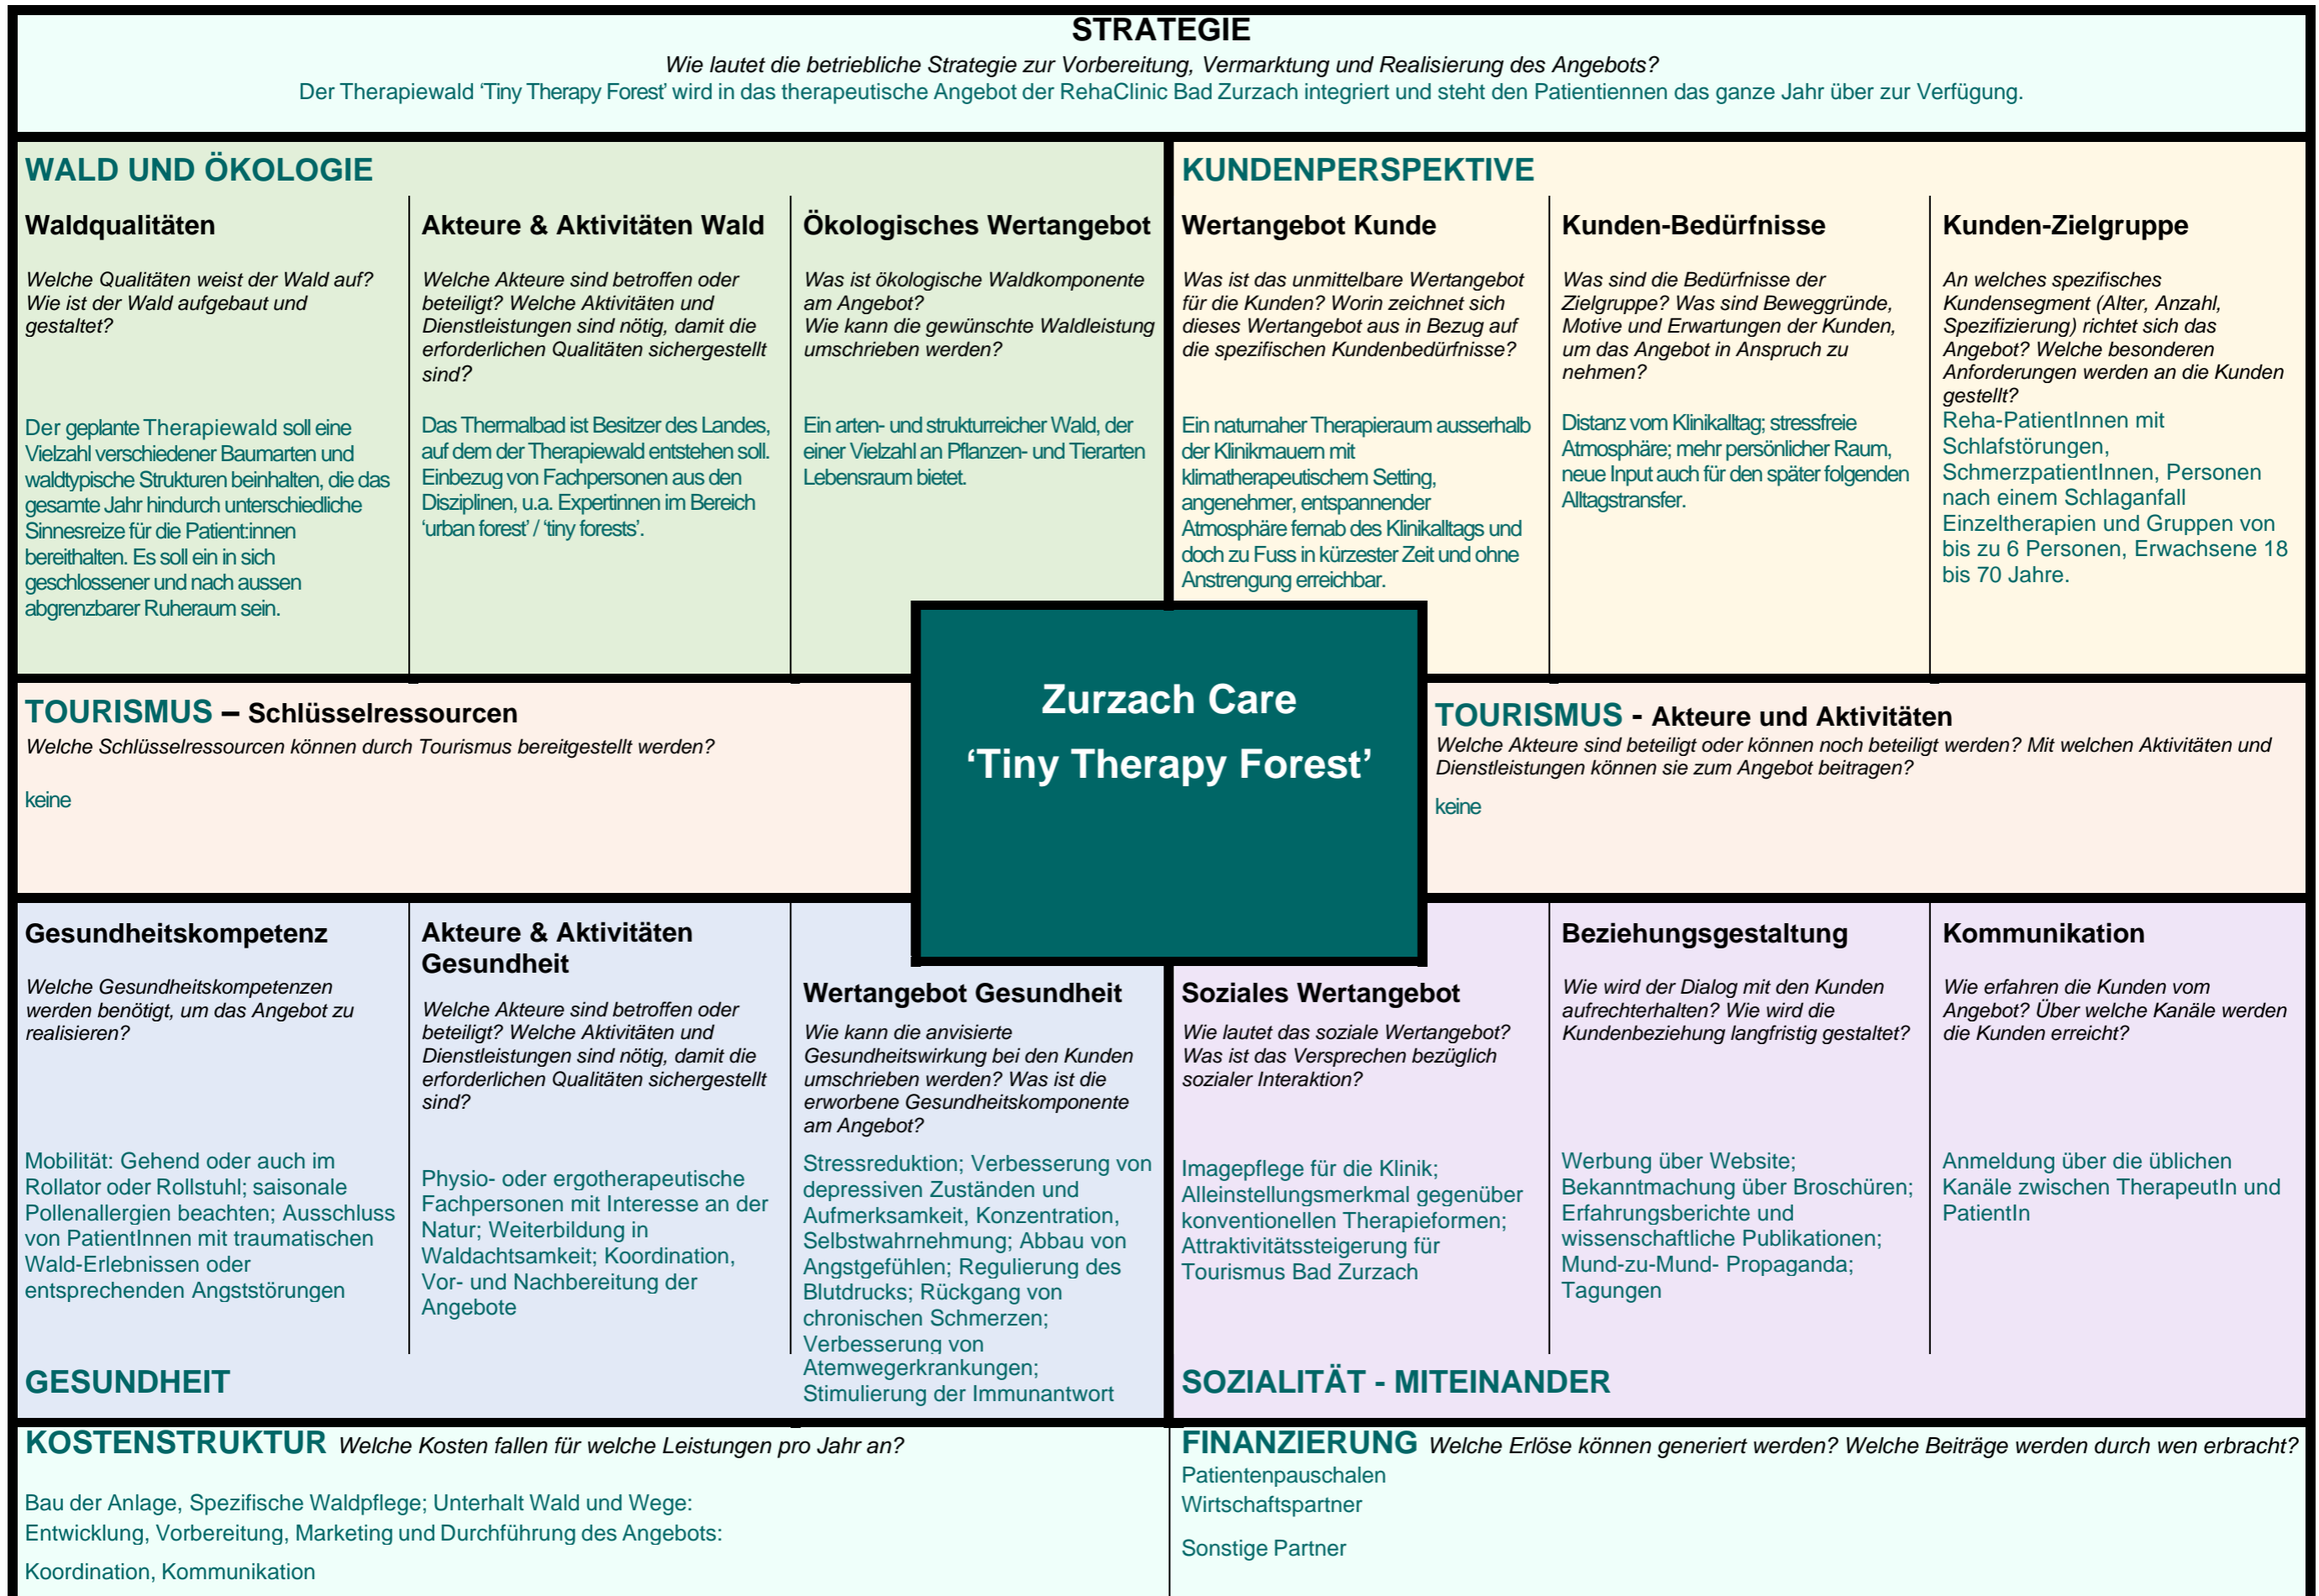 STRATEGIE
Wie lautet die betriebliche Strategie zur Vorbereitung, Vermarktung und Realisierung des Angebots?
Der Therapiewald ‘Tiny Therapy Forest’ wird in das therapeutische Angebot der RehaClinic Bad Zurzach integriert und steht den Patientiennen das ganze Jahr über zur Verfügung.
WALD UND ÖKOLOGIE
Waldqualitäten
Welche Qualitäten weist der Wald auf?
Wie ist der Wald aufgebaut und
gestaltet?
Der geplante Therapiewald soll eine
Vielzahl verschiedener Baumarten und
waldtypische Strukturen beinhalten, die das
gesamte Jahr hindurch unterschiedliche
Sinnesreize für die Patient:innen
bereithalten. Es soll ein in sich
geschlossener und nach aussen
abgrenzbarer Ruheraum sein.
Akteure & Aktivitäten Wald
Welche Akteure sind betroffen oder
beteiligt? Welche Aktivitäten und
Dienstleistungen sind nötig, damit die
erforderlichen Qualitäten sichergestellt
sind?
Das Thermalbad ist Besitzer des Landes,
auf dem der Therapiewald entstehen soll.
Einbezug von Fachpersonen aus den
Disziplinen, u.a. Expertinnen im Bereich
‘urban forest’ / ‘tiny forests’.
Ökologisches Wertangebot
Was ist ökologische Waldkomponente
am Angebot?
Wie kann die gewünschte Waldleistung
umschrieben werden?
Ein arten- und strukturreicher Wald, der
einer Vielzahl an Pflanzen- und Tierarten
Lebensraum bietet.
KUNDENPERSPEKTIVE
Wertangebot Kunde
Was ist das unmittelbare Wertangebot
für die Kunden? Worin zeichnet sich
dieses Wertangebot aus in Bezug auf
die spezifischen Kundenbedürfnisse?
Ein naturnaher Therapieraum ausserhalb
der Klinikmauern mit
klimatherapeutischem Setting,
angenehmer, entspannender
Atmosphäre fernab des Klinikalltags und
doch zu Fuss in kürzester Zeit und ohne
Anstrengung erreichbar.
Kunden-Bedürfnisse
Was sind die Bedürfnisse der
Zielgruppe? Was sind Beweggründe,
Motive und Erwartungen der Kunden,
um das Angebot in Anspruch zu
nehmen?
Distanz vom Klinikalltag; stressfreie
Atmosphäre; mehr persönlicher Raum,
neue Input auch für den später folgenden
Alltagstransfer.
Kunden-Zielgruppe
An welches spezifisches
Kundensegment (Alter, Anzahl,
Spezifizierung) richtet sich das
Angebot? Welche besonderen
Anforderungen werden an die Kunden
gestellt?
Reha-PatientInnen mit
Schlafstörungen,
SchmerzpatientInnen, Personen
nach einem Schlaganfall
Einzeltherapien und Gruppen von
bis zu 6 Personen, Erwachsene 18
bis 70 Jahre.
TOURISMUS – Schlüsselressourcen
Welche Schlüsselressourcen können durch Tourismus bereitgestellt werden?
keine
Zurzach Care
‘Tiny Therapy Forest’
TOURISMUS - Akteure und Aktivitäten
Welche Akteure sind beteiligt oder können noch beteiligt werden? Mit welchen Aktivitäten und
Dienstleistungen können sie zum Angebot beitragen?
keine
Gesundheitskompetenz
Welche Gesundheitskompetenzen
werden benötigt, um das Angebot zu
realisieren?
Mobilität: Gehend oder auch im
Rollator oder Rollstuhl; saisonale
Pollenallergien beachten; Ausschluss
von PatientInnen mit traumatischen
Wald-Erlebnissen oder
entsprechenden Angststörungen
Akteure & Aktivitäten
Gesundheit
Welche Akteure sind betroffen oder
beteiligt? Welche Aktivitäten und
Dienstleistungen sind nötig, damit die
erforderlichen Qualitäten sichergestellt
sind?
Physio- oder ergotherapeutische
Fachpersonen mit Interesse an der
Natur; Weiterbildung in
Waldachtsamkeit; Koordination,
Vor- und Nachbereitung der
Angebote
Wertangebot Gesundheit
Wie kann die anvisierte
Gesundheitswirkung bei den Kunden
umschrieben werden? Was ist die
erworbene Gesundheitskomponente
am Angebot?
Stressreduktion; Verbesserung von
depressiven Zuständen und
Aufmerksamkeit, Konzentration,
Selbstwahrnehmung; Abbau von
Angstgefühlen; Regulierung des
Blutdrucks; Rückgang von
chronischen Schmerzen;
Verbesserung von
Atemwegerkrankungen;
Stimulierung der Immunantwort
GESUNDHEIT
Soziales Wertangebot
Wie lautet das soziale Wertangebot?
Was ist das Versprechen bezüglich
sozialer Interaktion?
Imagepflege für die Klinik;
Alleinstellungsmerkmal gegenüber
konventionellen Therapieformen;
Attraktivitätssteigerung für
Tourismus Bad Zurzach
Beziehungsgestaltung
Wie wird der Dialog mit den Kunden
aufrechterhalten? Wie wird die
Kundenbeziehung langfristig gestaltet?
Werbung über Website;
Bekanntmachung über Broschüren;
Erfahrungsberichte und
wissenschaftliche Publikationen;
Mund-zu-Mund- Propaganda;
Tagungen
Kommunikation
Wie erfahren die Kunden vom
Angebot? Über welche Kanäle werden
die Kunden erreicht?
Anmeldung über die üblichen
Kanäle zwischen TherapeutIn und
PatientIn
SOZIALITÄT - MITEINANDER
KOSTENSTRUKTUR Welche Kosten fallen für welche Leistungen pro Jahr an?
Bau der Anlage, Spezifische Waldpflege; Unterhalt Wald und Wege:
Entwicklung, Vorbereitung, Marketing und Durchführung des Angebots:
Koordination, Kommunikation
FINANZIERUNG Welche Erlöse können generiert werden? Welche Beiträge werden durch wen erbracht?
Patientenpauschalen
Wirtschaftspartner
Sonstige Partner